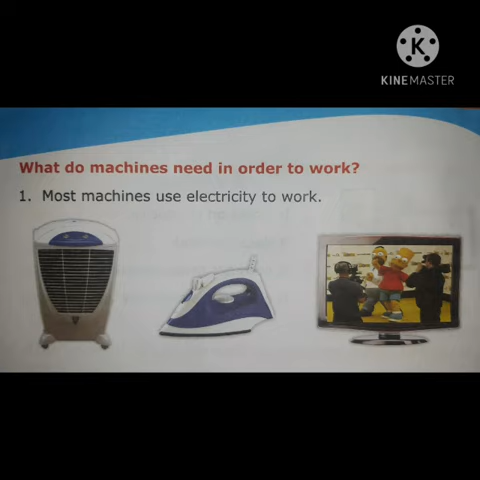 KINEMASTER
What do machines need in order to work?
1. Most machines use electricity to work.